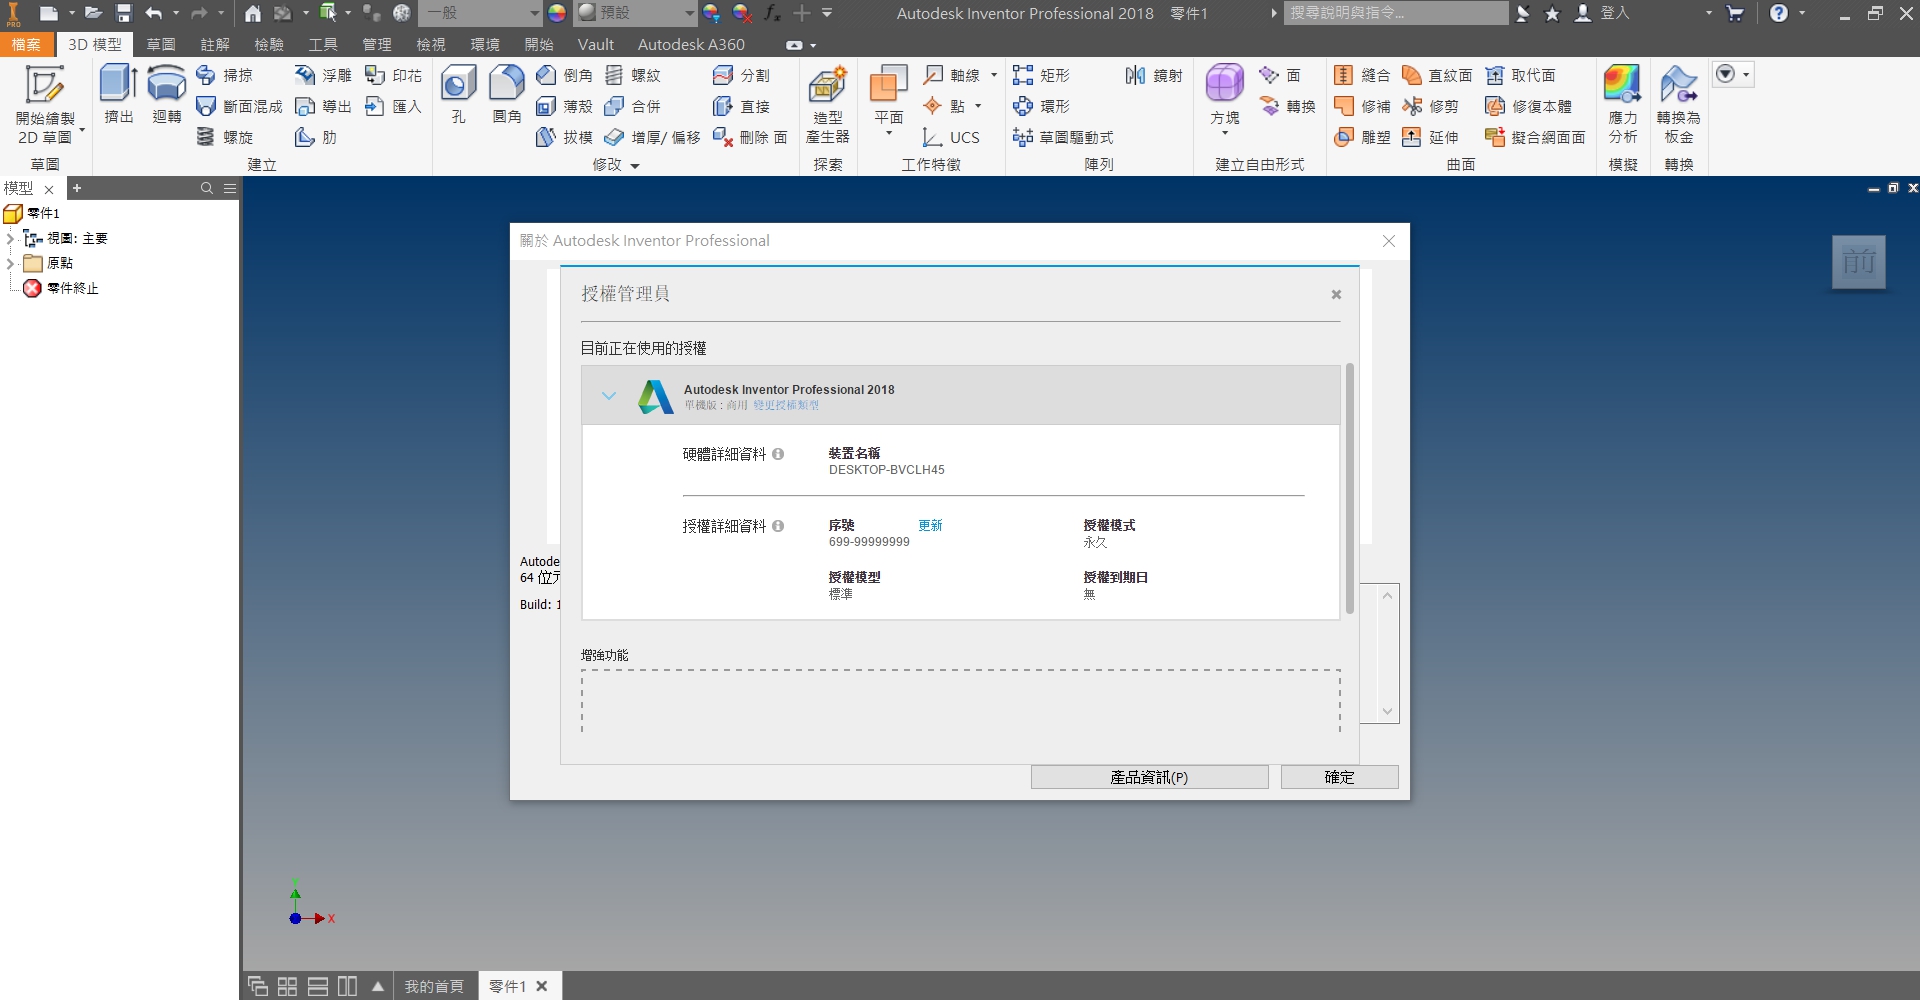 PRO 一般 預設 fx Autodesk Inventor Professional 2018 零件1 搜尋說明與指令... 登入
檔案 3D 模型 草圖 註解 檢驗 工具 管理 檢視 環境 開始 Vault Autodesk A360
開始繪製
2D 草圖
草圖
擠出 迴轉
掃掠 浮雕 印花
斷面混成 導出 匯入
螺旋 肋
建立
孔 圓角
倒角 螺紋 分割
薄殼 合併 直接
拔模 增厚/ 偏移 刪除 面
修改
造型
產生器
探索
平面
軸線
點
UCS
工作特徵
矩形 鏡射
環形
草圖驅動式
陣列
方塊
面
轉換
建立自由形式
縫合 直紋面 取代面
修補 修剪 修復本體
雕塑 延伸 擬合網面面
曲面
應力
分析
模擬
轉換為
板金
轉換
模型
零件1
視圖: 主要
原點
零件終止
前
關於 Autodesk Inventor Professional
授權管理員
目前正在使用的授權
Autodesk Inventor Professional 2018
單機版 : 商用 變更授權類型
硬體詳細資料 裝置名稱
DESKTOP-BVCLH45
授權詳細資料 序號 更新 授權模式
699-99999999 永久
授權模型 授權到期日
標準 無
Autode
64 位元
Build: 1
增強功能
產品資訊(P) 確定
X
我的首頁 零件1